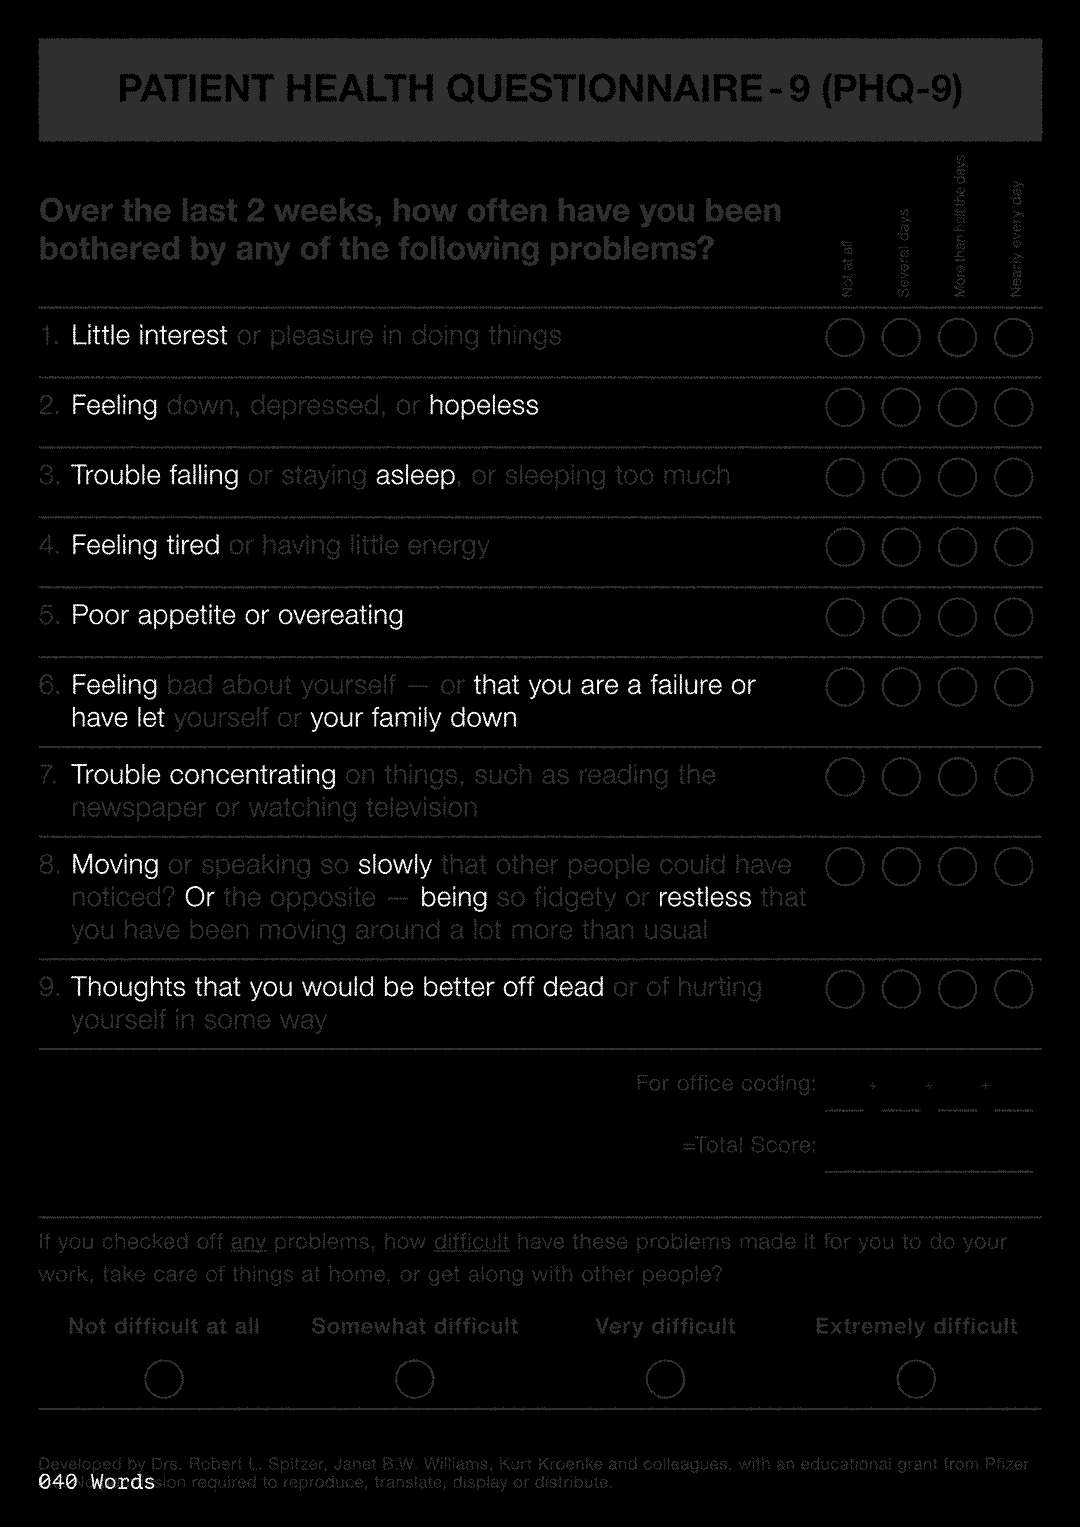 PATIENT HEALTH QUESTIONNAIRE - 9 (PHQ-9)
Over the last 2 weeks, how often have you been
bothered by any of the following problems?
Not at all
Several days
More than half the days
Nearly every day
1. Little interest or pleasure in doing things
2. Feeling down, depressed, or hopeless
3. Trouble falling or staying asleep, or sleeping too much
4. Feeling tired or having little energy
5. Poor appetite or overeating
6. Feeling bad about yourself — or that you are a failure or
have let yourself or your family down
7. Trouble concentrating on things, such as reading the
newspaper or watching television
8. Moving or speaking so slowly that other people could have
noticed? Or the opposite — being so fidgety or restless that
you have been moving around a lot more than usual
9. Thoughts that you would be better off dead or of hurting
yourself in some way
For office coding: + + +
=Total Score:
If you checked off any problems, how difficult have these problems made it for you to do your
work, take care of things at home, or get along with other people?
Not difficult at all Somewhat difficult Very difficult Extremely difficult
Developed by Drs. Robert L. Spitzer, Janet B.W. Williams, Kurt Kroenke and colleagues, with an educational grant from Pfizer
required to reproduce, translate, display or distribute.
040 Words